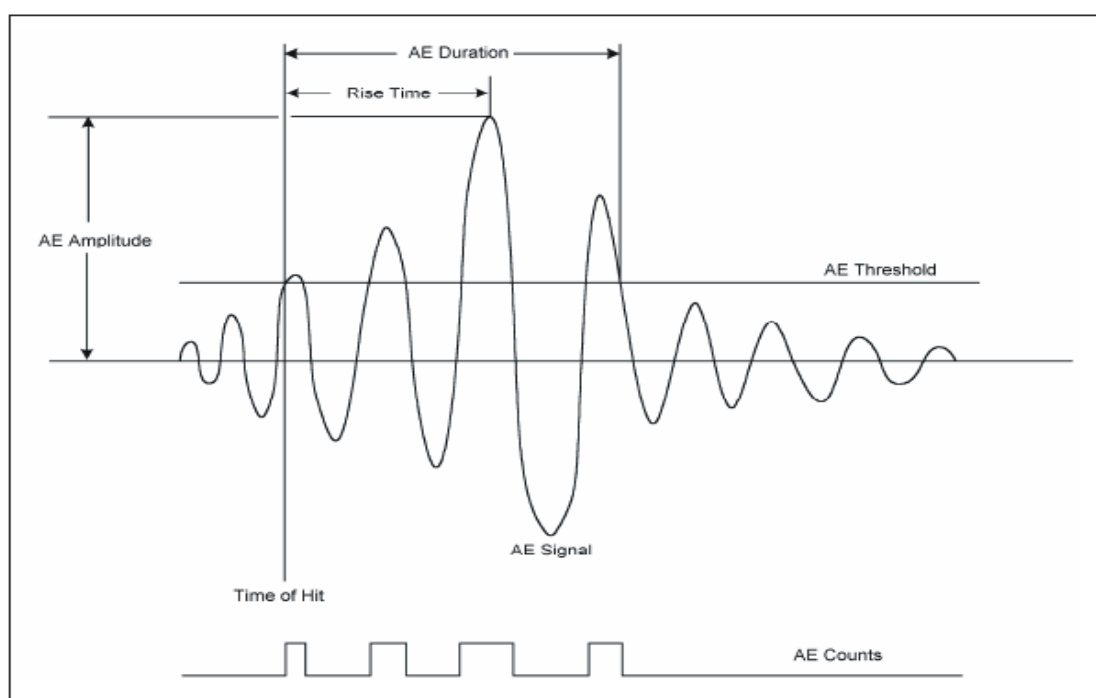 AE Duration
Rise Time
AE Amplitude
AE Threshold
AE Signal
Time of Hit
AE Counts